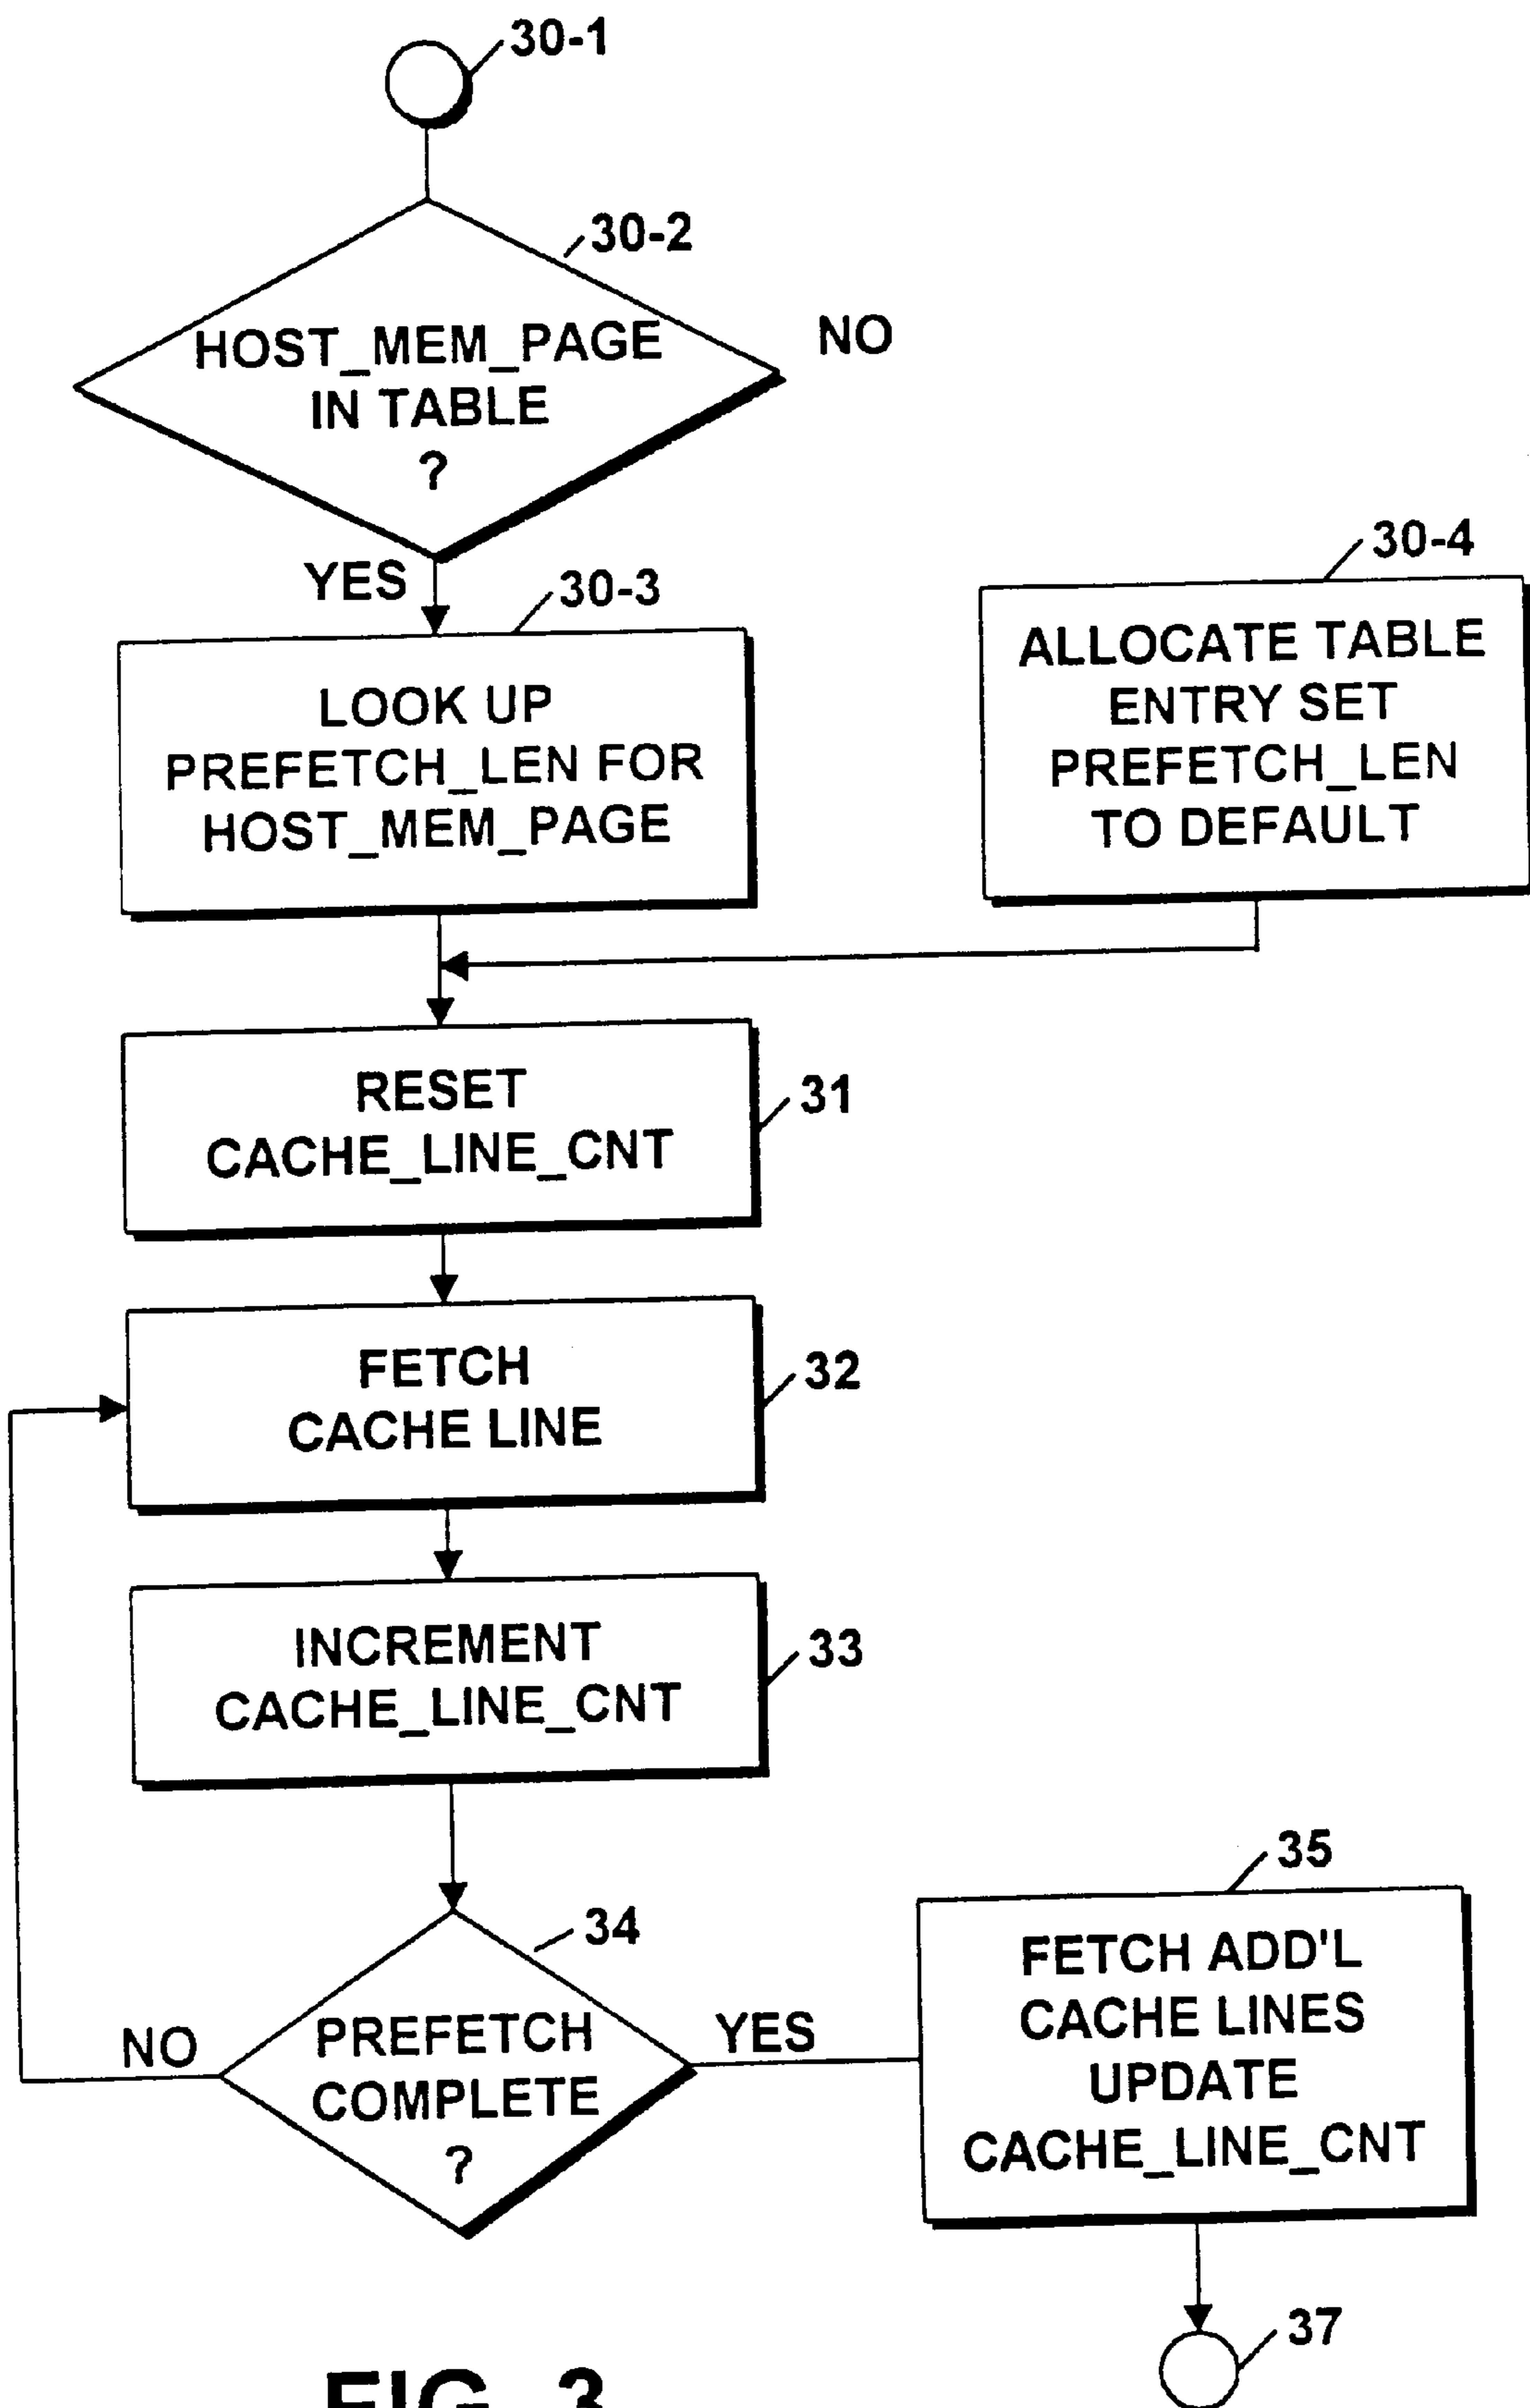 30-1
30-2
HOST_MEM_PAGE
IN TABLE
?
NO
YES
30-3
LOOK UP
PREFETCH_LEN FOR
HOST_MEM_PAGE
30-4
ALLOCATE TABLE
ENTRY SET
PREFETCH_LEN
TO DEFAULT
RESET
CACHE_LINE_CNT
31
FETCH
CACHE LINE
32
INCREMENT
CACHE_LINE_CNT
33
34
PREFETCH
COMPLETE
?
NO
YES
35
FETCH ADD'L
CACHE LINES
UPDATE
CACHE_LINE_CNT
37
FIG. 3